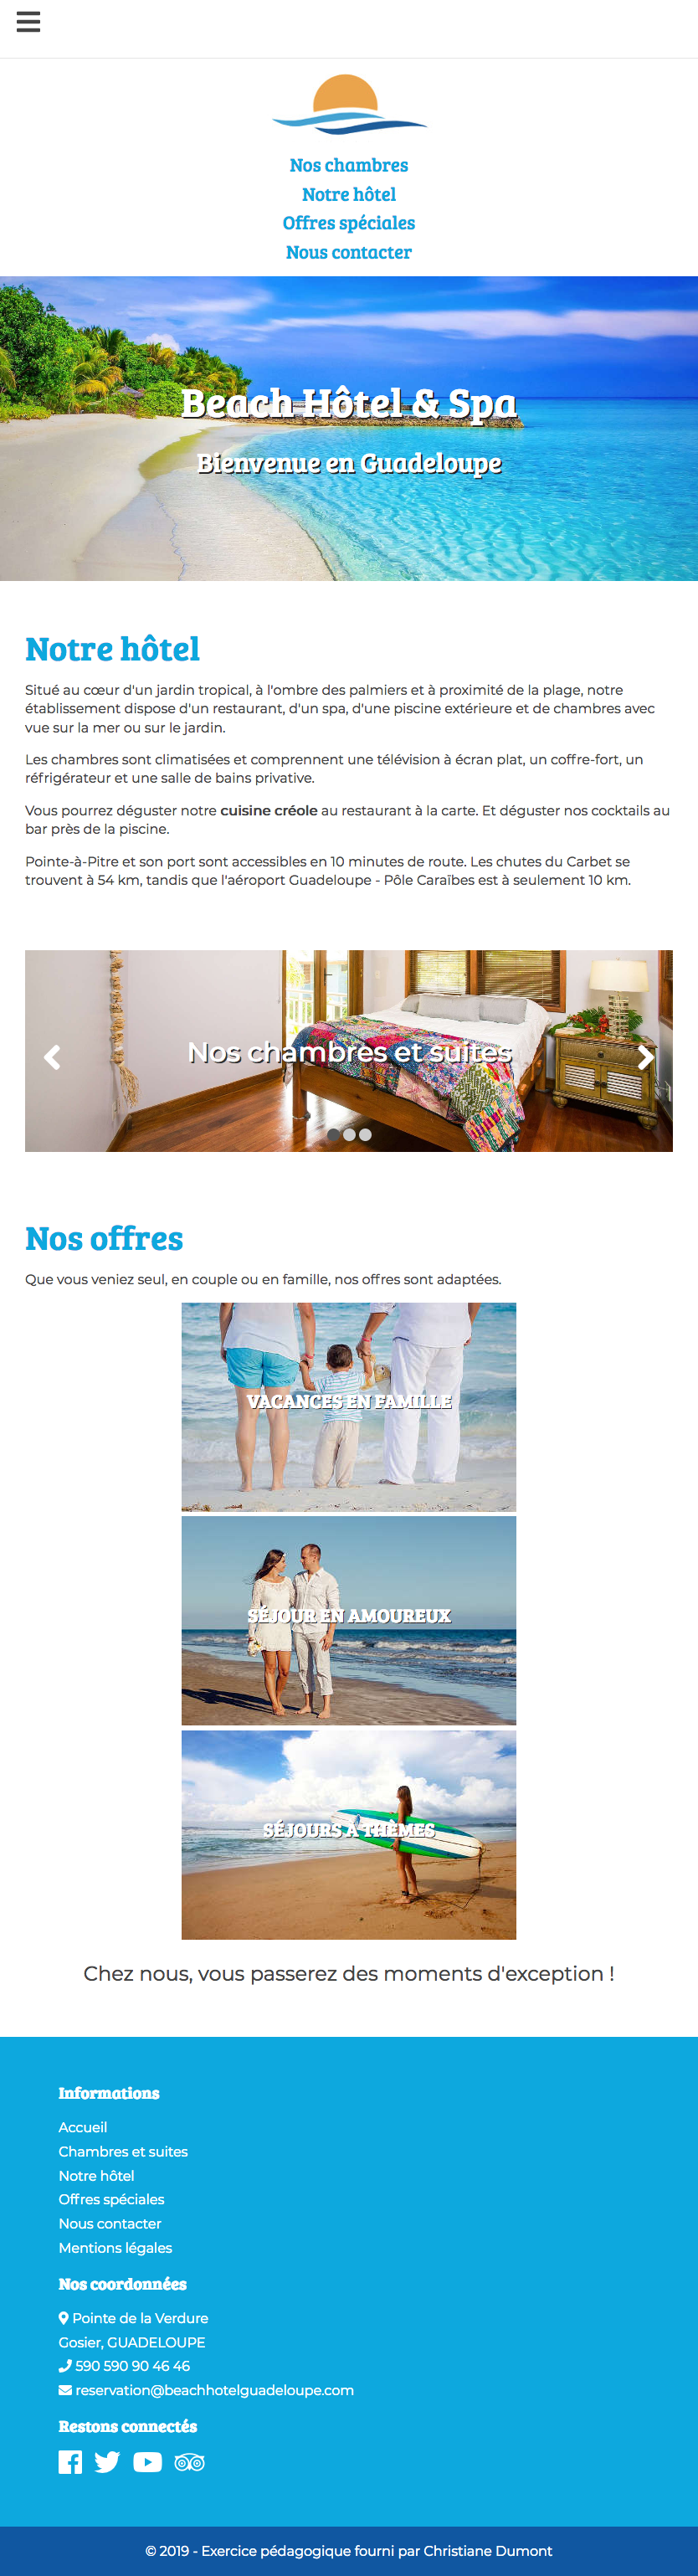 Nos chambres
Notre hôtel
Offres spéciales
Nous contacter
Beach Hôtel & Spa
Bienvenue en Guadeloupe
Notre hôtel
Situé au cœur d'un jardin tropical, à l'ombre des palmiers et à proximité de la plage, notre
établissement dispose d'un restaurant, d'un spa, d'une piscine extérieure et de chambres avec
vue sur la mer ou sur le jardin.
Les chambres sont climatisées et comprennent une télévision à écran plat, un coffre-fort, un
réfrigérateur et une salle de bains privative.
Vous pourrez déguster notre cuisine créole au restaurant à la carte. Et déguster nos cocktails au
bar près de la piscine.
Pointe-à-Pitre et son port sont accessibles en 10 minutes de route. Les chutes du Carbet se
trouvent à 54 km, tandis que l'aéroport Guadeloupe - Pôle Caraïbes est à seulement 10 km.
Nos chambres et suites
Nos offres
Que vous veniez seul, en couple ou en famille, nos offres sont adaptées.
VACANCES EN FAMILLE
SÉJOUR EN AMOUREUX
SÉJOURS À THÈMES
Chez nous, vous passerez des moments d'exception !
Informations
Accueil
Chambres et suites
Notre hôtel
Offres spéciales
Nous contacter
Mentions légales
Nos coordonnées
Pointe de la Verdure
Gosier, GUADELOUPE
590 590 90 46 46
reservation@beachhotelguadeloupe.com
Restons connectés
© 2019 - Exercice pédagogique fourni par Christiane Dumont